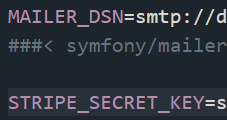 MAILER_DSN=smtp://d
###< symfony/mailer
STRIPE_SECRET_KEY=s